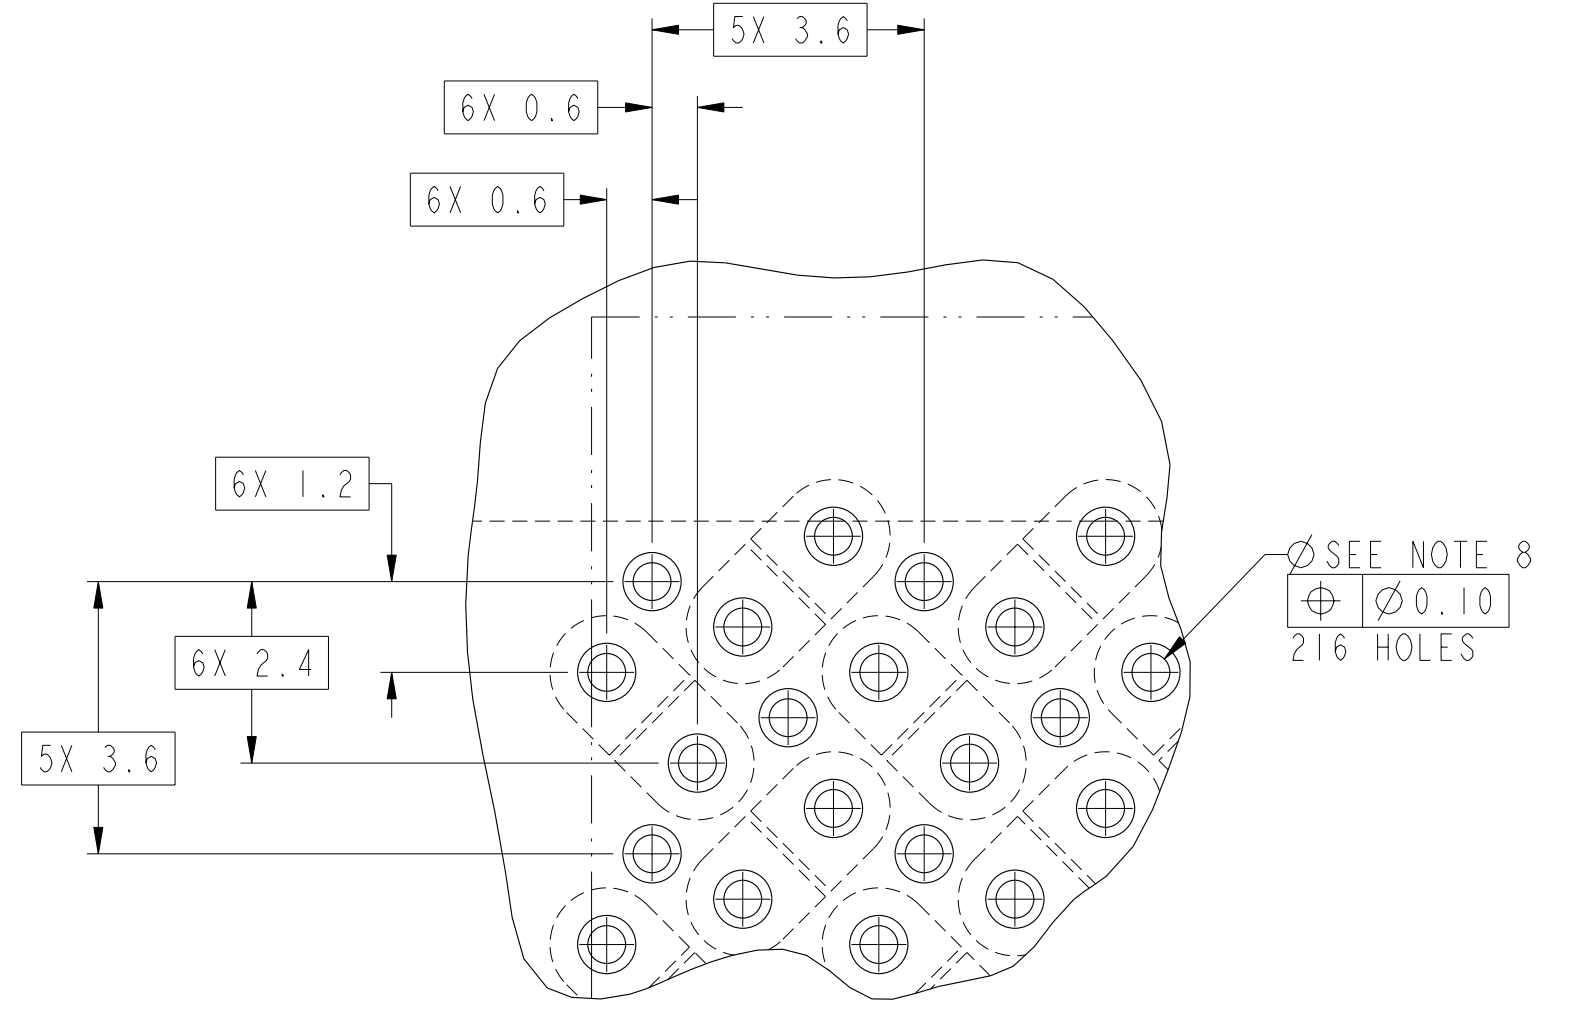 5X 3.6
6X 0.6
6X 0.6
6X 1.2
⌀ SEE NOTE 8
⌖ ⌀0.10
216 HOLES
6X 2.4
5X 3.6